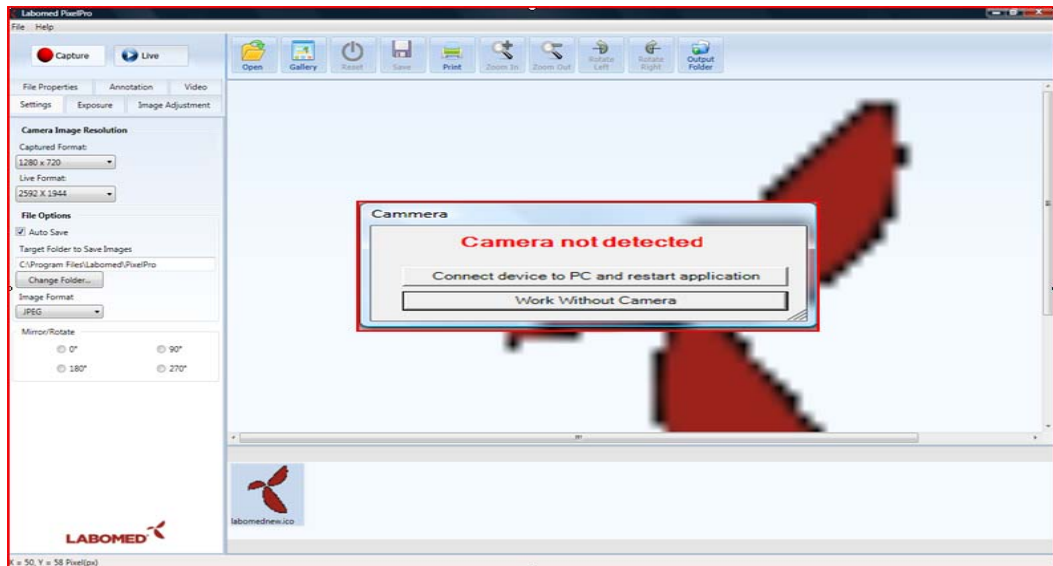 Labomed PixelPro
File Help
Capture Live
Open Gallery Reset Save Print Zoom In Zoom Out Rotate Left Rotate Right Output Folder
File Properties Annotation Video
Settings Exposure Image Adjustment
Camera Image Resolution
Captured Format:
1280 x 720
Live Format:
2592 X 1944
File Options
Auto Save
Target Folder to Save Images
C:\Program Files\Labomed\PixelPro
Change Folder...
Image Format
JPEG
Mirror/Rotate
0° 90°
180° 270°
Cammera
Camera not detected
Connect device to PC and restart application
Work Without Camera
labomednew.ico
LABOMED
X = 50, Y = 58 Pixel(px)